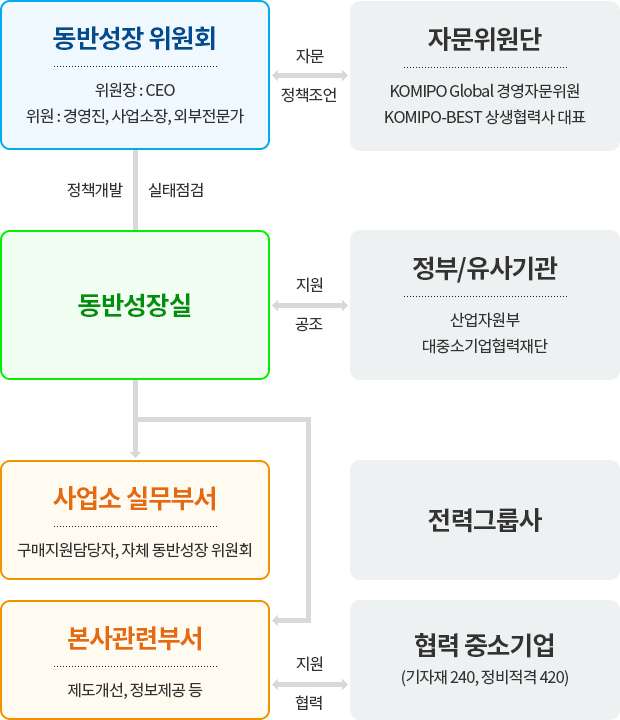 동반성장 위원회
위원장 : CEO
위원 : 경영진, 사업소장, 외부전문가
자문
정책조언
자문위원단
KOMIPO Global 경영자문위원
KOMIPO-BEST 상생협력사 대표
정책개발
실태점검
동반성장실
지원
공조
정부/유사기관
산업자원부
대중소기업협력재단
사업소 실무부서
구매지원담당자, 자체 동반성장 위원회
전력그룹사
본사관련부서
제도개선, 정보제공 등
지원
협력
협력 중소기업
(기자재 240, 정비적격 420)